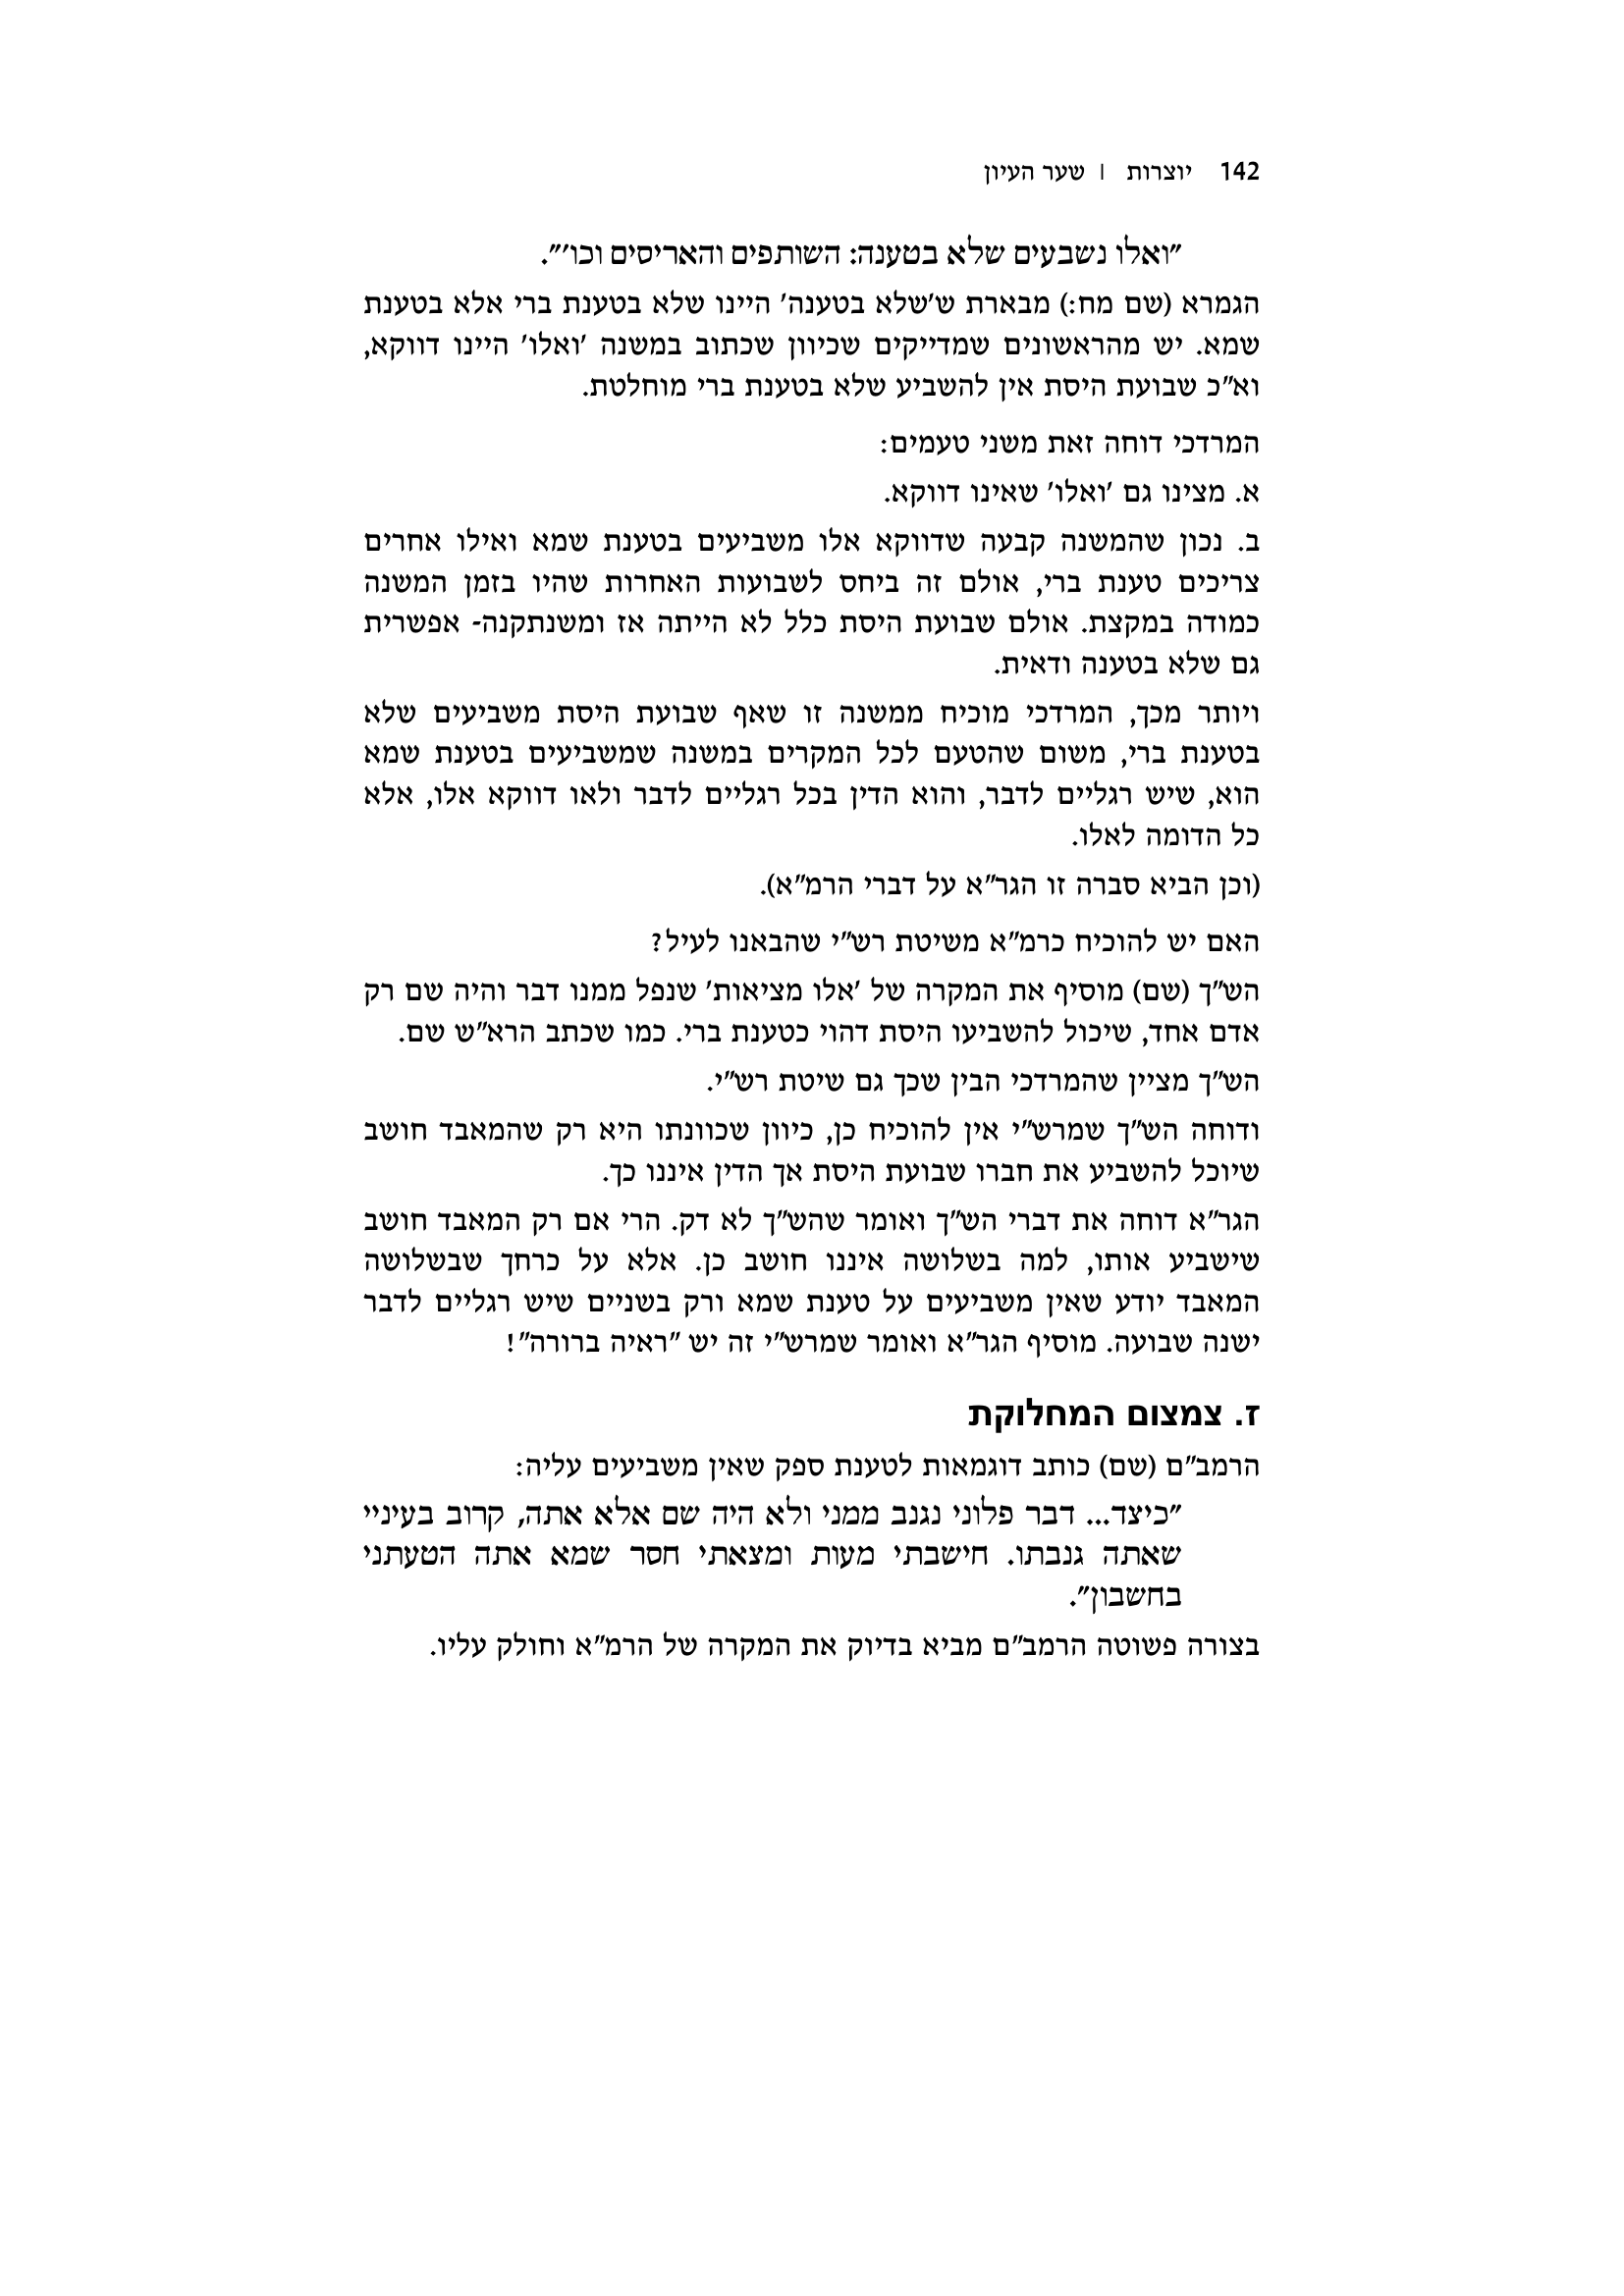 142 יוצרות | שער העיון
"ואלו נשבעים שלא בטענה: השותפים והאריסים וכו'".
הגמרא (שם מח:) מבארת ש'שלא בטענה' היינו שלא בטענת ברי אלא בטענת
שמא. יש מהראשונים שמדייקים שכיוון שכתוב במשנה 'ואלו' היינו דווקא,
וא"כ שבועת היסת אין להשביע שלא בטענת ברי מוחלטת.
המרדכי דוחה זאת משני טעמים:
א. מצינו גם 'ואלו' שאינו דווקא.
ב. נכון שהמשנה קבעה שדווקא אלו משביעים בטענת שמא ואילו אחרים
צריכים טענת ברי, אולם זה ביחס לשבועות האחרות שהיו בזמן המשנה
כמודה במקצת. אולם שבועת היסת כלל לא הייתה אז ומשנתקנה- אפשרית
גם שלא בטענה ודאית.
ויותר מכך, המרדכי מוכיח ממשנה זו שאף שבועת היסת משביעים שלא
בטענת ברי, משום שהטעם לכל המקרים במשנה שמשביעים בטענת שמא
הוא, שיש רגליים לדבר, והוא הדין בכל רגליים לדבר ולאו דווקא אלו, אלא
כל הדומה לאלו.
(וכן הביא סברה זו הגר"א על דברי הרמ"א).
האם יש להוכיח כרמ"א משיטת רש"י שהבאנו לעיל?
הש"ך (שם) מוסיף את המקרה של 'אלו מציאות' שנפל ממנו דבר והיה שם רק
אדם אחד, שיכול להשביעו היסת דהוי כטענת ברי. כמו שכתב הרא"ש שם.
הש"ך מציין שהמרדכי הבין שכך גם שיטת רש"י.
ודוחה הש"ך שמרש"י אין להוכיח כן, כיוון שכוונתו היא רק שהמאבד חושב
שיוכל להשביע את חברו שבועת היסת אך הדין איננו כך.
הגר"א דוחה את דברי הש"ך ואומר שהש"ך לא דק. הרי אם רק המאבד חושב
שישביע אותו, למה בשלושה איננו חושב כן. אלא על כרחך שבשלושה
המאבד יודע שאין משביעים על טענת שמא ורק בשניים שיש רגליים לדבר
ישנה שבועה. מוסיף הגר"א ואומר שמרש"י זה יש "ראיה ברורה"!
ז. צמצום המחלוקת
הרמב"ם (שם) כותב דוגמאות לטענת ספק שאין משביעים עליה:
"כיצד... דבר פלוני נגנב ממני ולא היה שם אלא אתה, קרוב בעיניי
שאתה גנבתו. חישבתי מעות ומצאתי חסר שמא אתה הטעתני
בחשבון".
בצורה פשוטה הרמב"ם מביא בדיוק את המקרה של הרמ"א וחולק עליו.